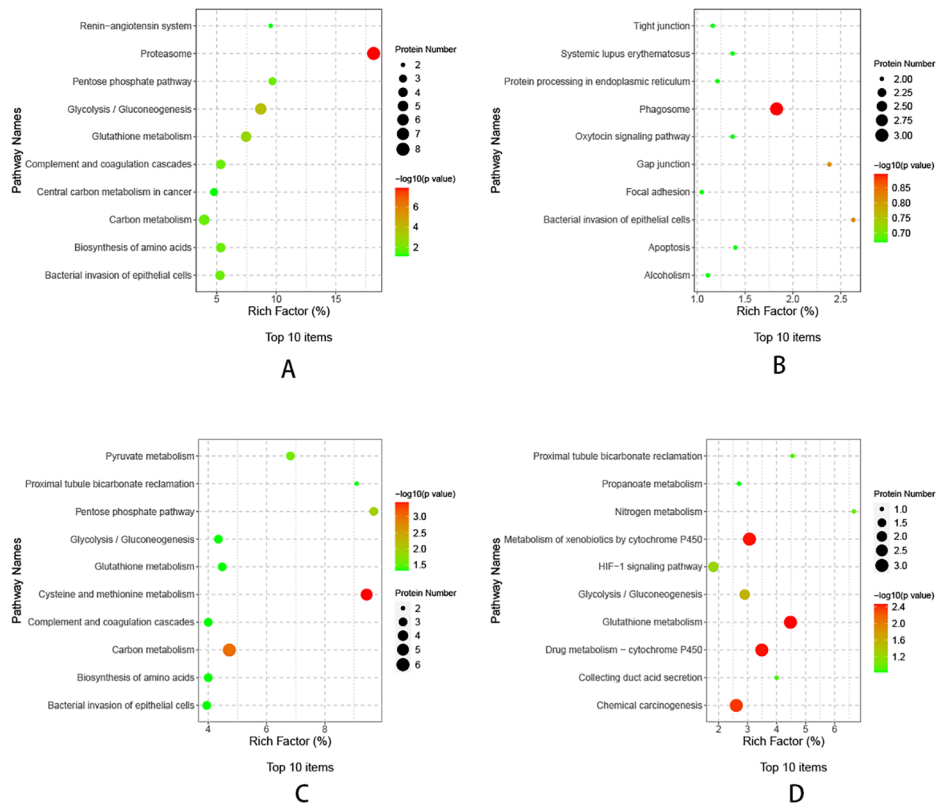 Pathway Names
Renin−angiotensin system
Proteasome
Pentose phosphate pathway
Glycolysis / Gluconeogenesis
Glutathione metabolism
Complement and coagulation cascades
Central carbon metabolism in cancer
Carbon metabolism
Biosynthesis of amino acids
Bacterial invasion of epithelial cells
5 10 15
Rich Factor (%)
Top 10 items
Protein Number
2
3
4
5
6
7
8
−log10(p value)
6
4
2
A
Pathway Names
Tight junction
Systemic lupus erythematosus
Protein processing in endoplasmic reticulum
Phagosome
Oxytocin signaling pathway
Gap junction
Focal adhesion
Bacterial invasion of epithelial cells
Apoptosis
Alcoholism
1.0 1.5 2.0 2.5
Rich Factor (%)
Top 10 items
Protein Number
2.00
2.25
2.50
2.75
3.00
−log10(p value)
0.85
0.80
0.75
0.70
B
Pathway Names
Pyruvate metabolism
Proximal tubule bicarbonate reclamation
Pentose phosphate pathway
Glycolysis / Gluconeogenesis
Glutathione metabolism
Cysteine and methionine metabolism
Complement and coagulation cascades
Carbon metabolism
Biosynthesis of amino acids
Bacterial invasion of epithelial cells
4 6 8
Rich Factor (%)
Top 10 items
−log10(p value)
3.0
2.5
2.0
1.5
Protein Number
2
3
4
5
6
C
Pathway Names
Proximal tubule bicarbonate reclamation
Propanoate metabolism
Nitrogen metabolism
Metabolism of xenobiotics by cytochrome P450
HIF−1 signaling pathway
Glycolysis / Gluconeogenesis
Glutathione metabolism
Drug metabolism − cytochrome P450
Collecting duct acid secretion
Chemical carcinogenesis
2 3 4 5 6
Rich Factor (%)
Top 10 items
Protein Number
1.0
1.5
2.0
2.5
3.0
−log10(p value)
2.4
2.0
1.6
1.2
D